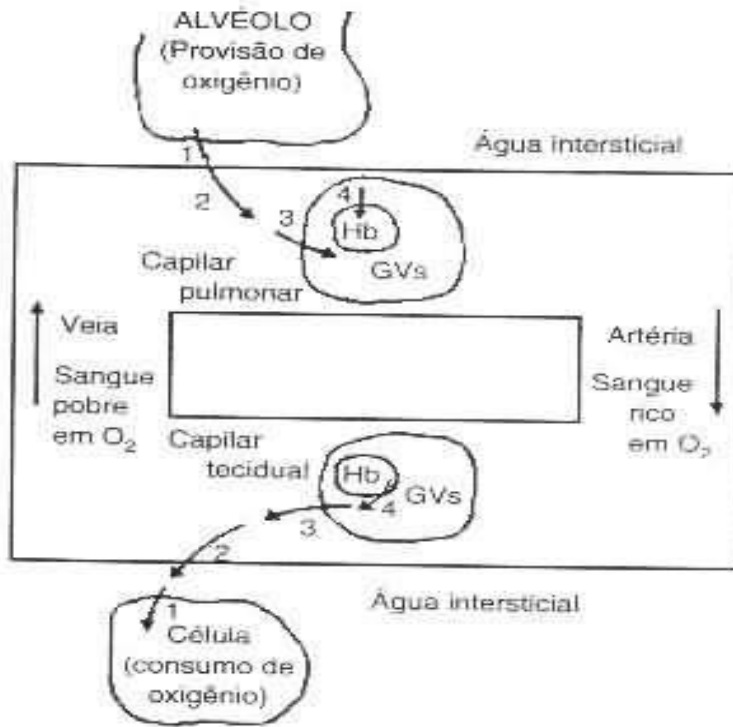 ALVÉOLO
(Provisão de
oxigênio)
Água intersticial
1
2
3
4
Hb
GVs
Capilar
pulmonar
Veia
Sangue
pobre
em O₂
Artéria
Sangue
rico
em O₂
Capilar
tecidual
Hb
GVs
4
3
2
1
Água intersticial
Célula
(consumo de
oxigênio)